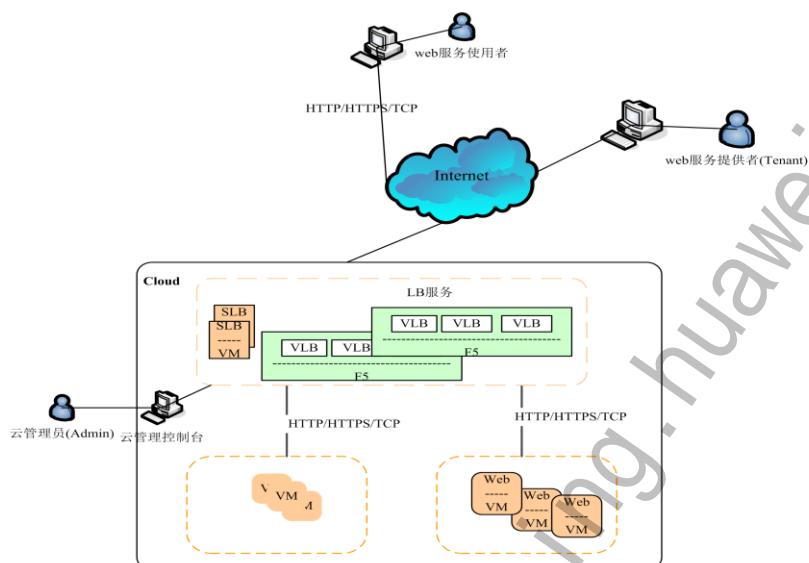 web服务使用者
HTTP/HTTPS/TCP
Internet
web服务提供者(Tenant)
Cloud
LB服务
SLB
SLB
-----
VM
VLB
VLB
VLB
VLB
VLB
F5
F5
云管理员(Admin)
云管理控制台
HTTP/HTTPS/TCP
HTTP/HTTPS/TCP
V
VM
M
Web
-----
VM
Web
-----
VM
Web
-----
VM
ing.huawei.